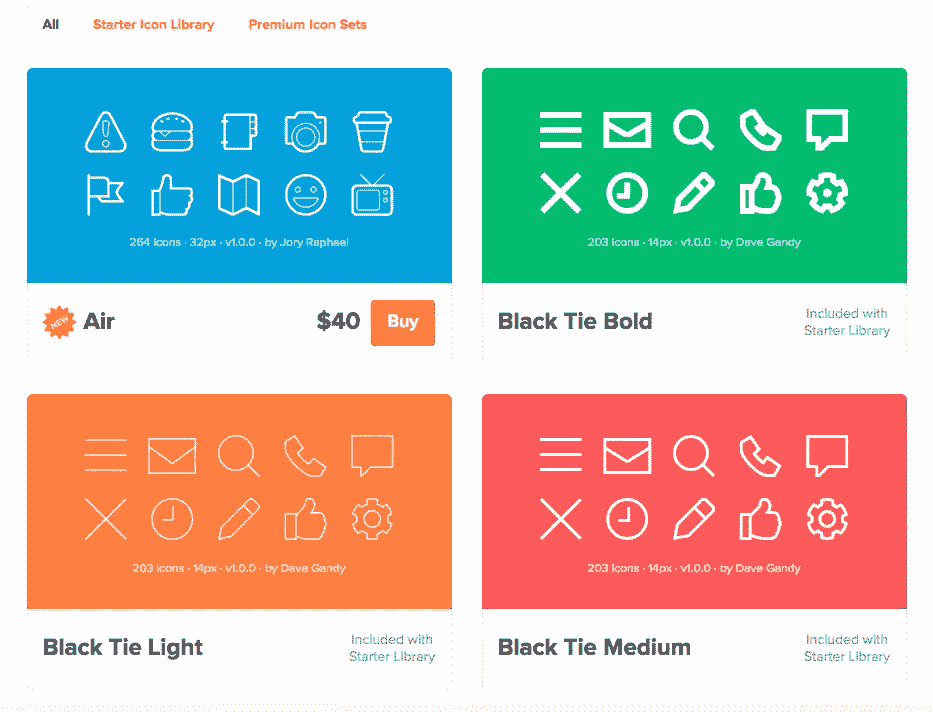 All Starter Icon Library Premium Icon Sets
264 icons · 32px · v1.0.0 · by Jory Raphael
NEW Air $40 Buy
203 icons · 14px · v1.0.0 · by Dave Gandy
Black Tie Bold
Included with
Starter Library
203 icons · 14px · v1.0.0 · by Dave Gandy
Black Tie Light
Included with
Starter Library
203 icons · 14px · v1.0.0 · by Dave Gandy
Black Tie Medium
Included with
Starter Library